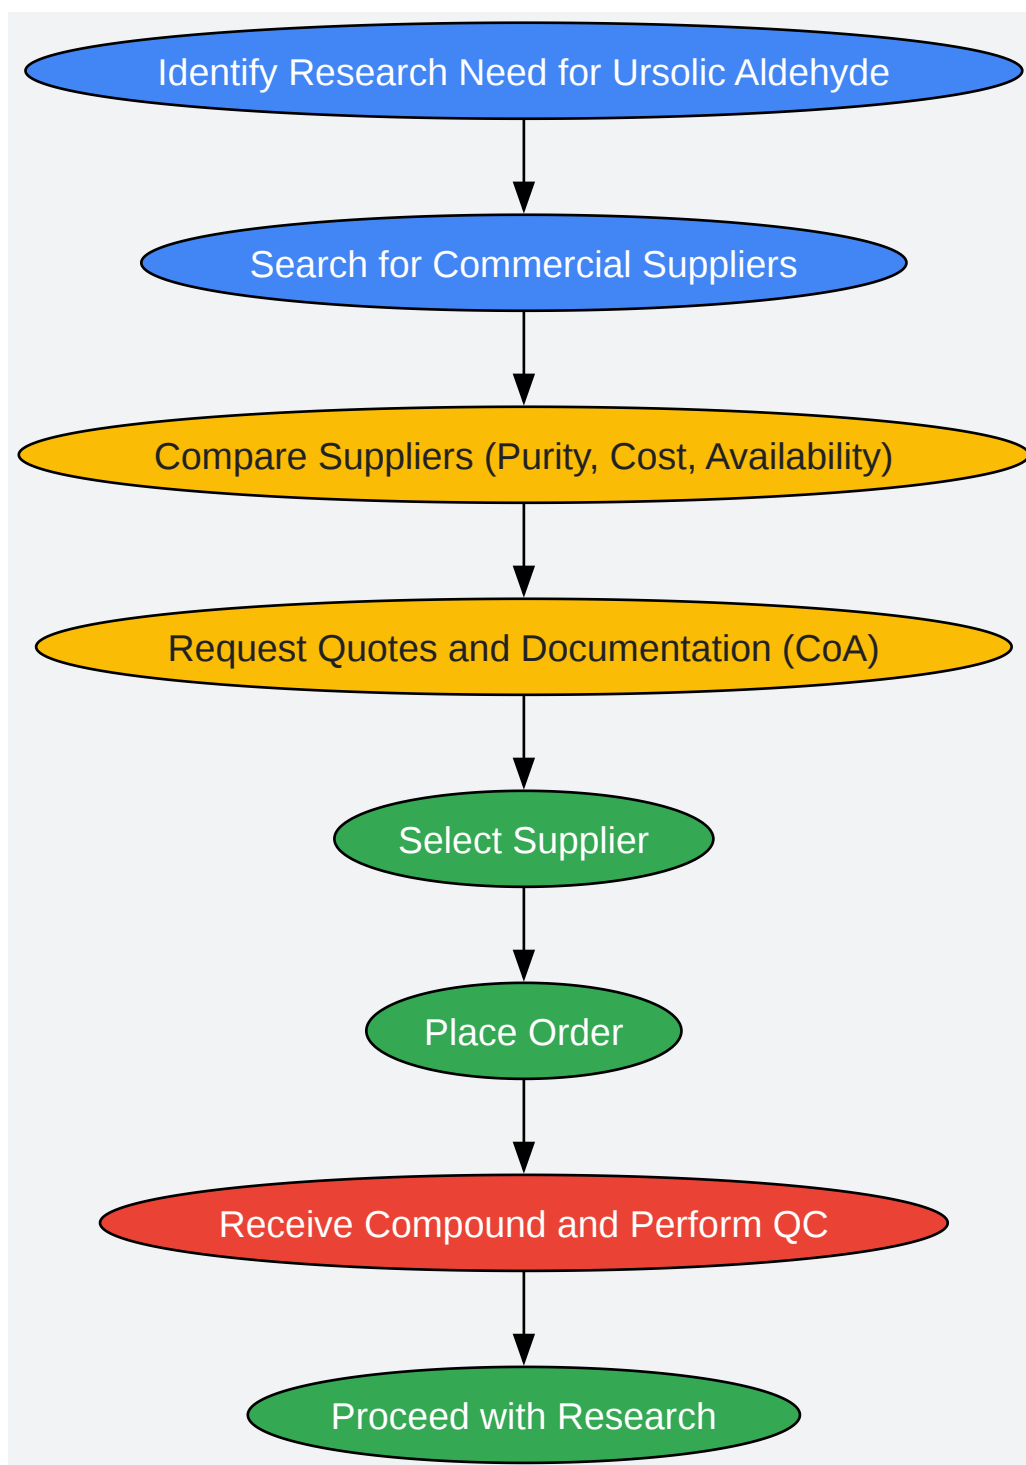 Identify Research Need for Ursolic Aldehyde
Search for Commercial Suppliers
Compare Suppliers (Purity, Cost, Availability)
Request Quotes and Documentation (CoA)
Select Supplier
Place Order
Receive Compound and Perform QC
Proceed with Research